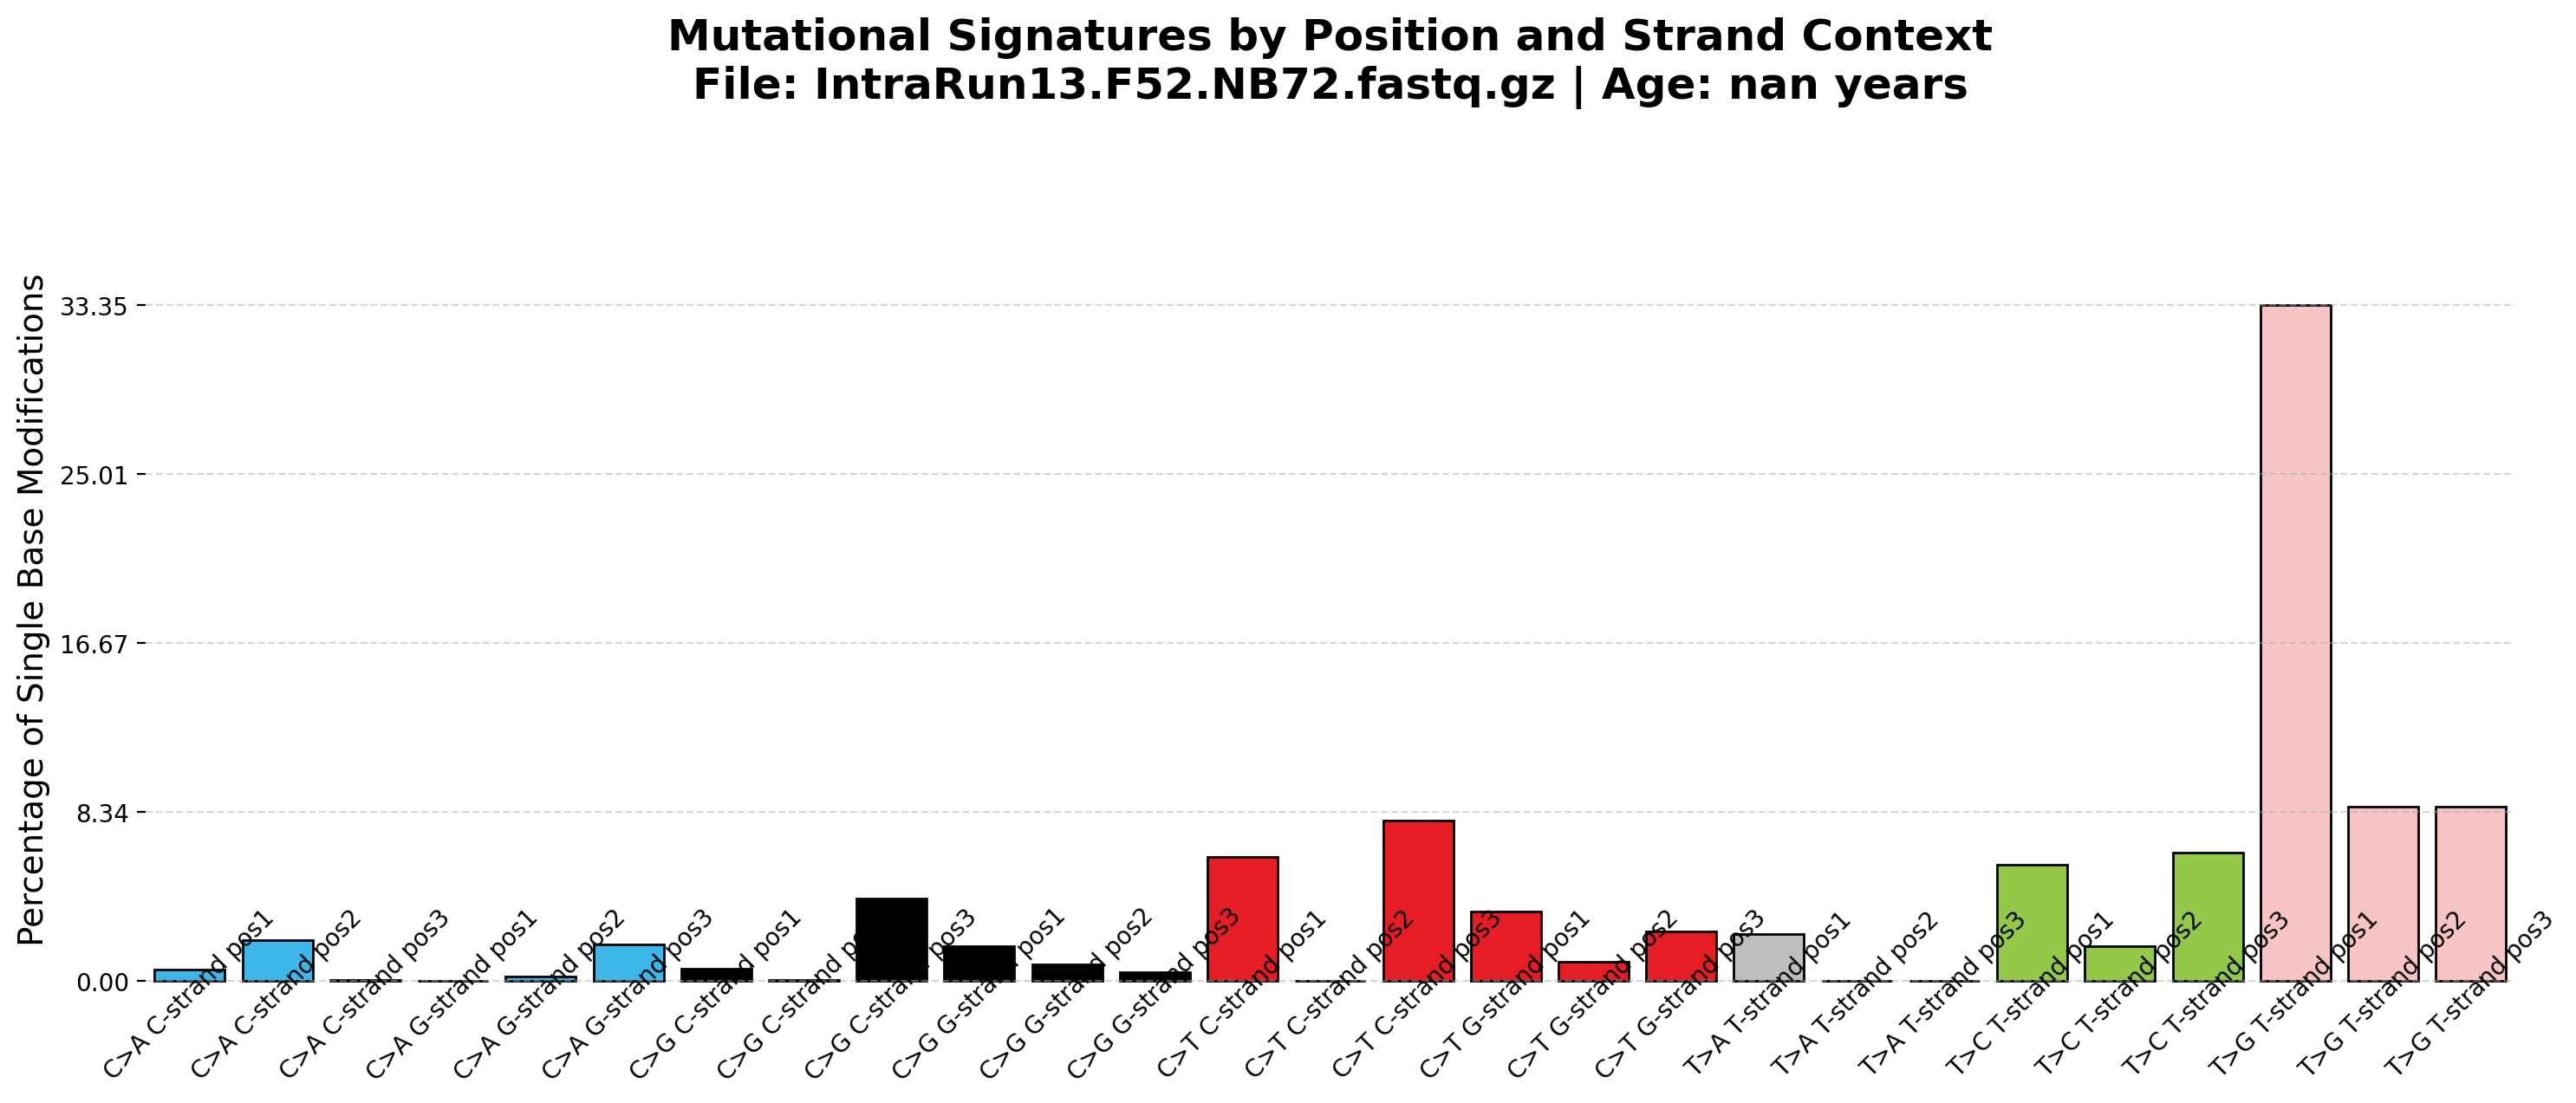 Mutational Signatures by Position and Strand Context
File: IntraRun13.F52.NB72.fastq.gz | Age: nan years
Percentage of Single Base Modifications
33.35
25.01
16.67
8.34
0.00
C>A C-strand pos1
C>A C-strand pos2
C>A C-strand pos3
C>A G-strand pos1
C>A G-strand pos2
C>A G-strand pos3
C>G C-strand pos1
C>G C-strand pos2
C>G C-strand pos3
C>G G-strand pos1
C>G G-strand pos2
C>G G-strand pos3
C>T C-strand pos1
C>T C-strand pos2
C>T C-strand pos3
C>T G-strand pos1
C>T G-strand pos2
C>T G-strand pos3
T>A T-strand pos1
T>A T-strand pos2
T>A T-strand pos3
T>C T-strand pos1
T>C T-strand pos2
T>C T-strand pos3
T>G T-strand pos1
T>G T-strand pos2
T>G T-strand pos3